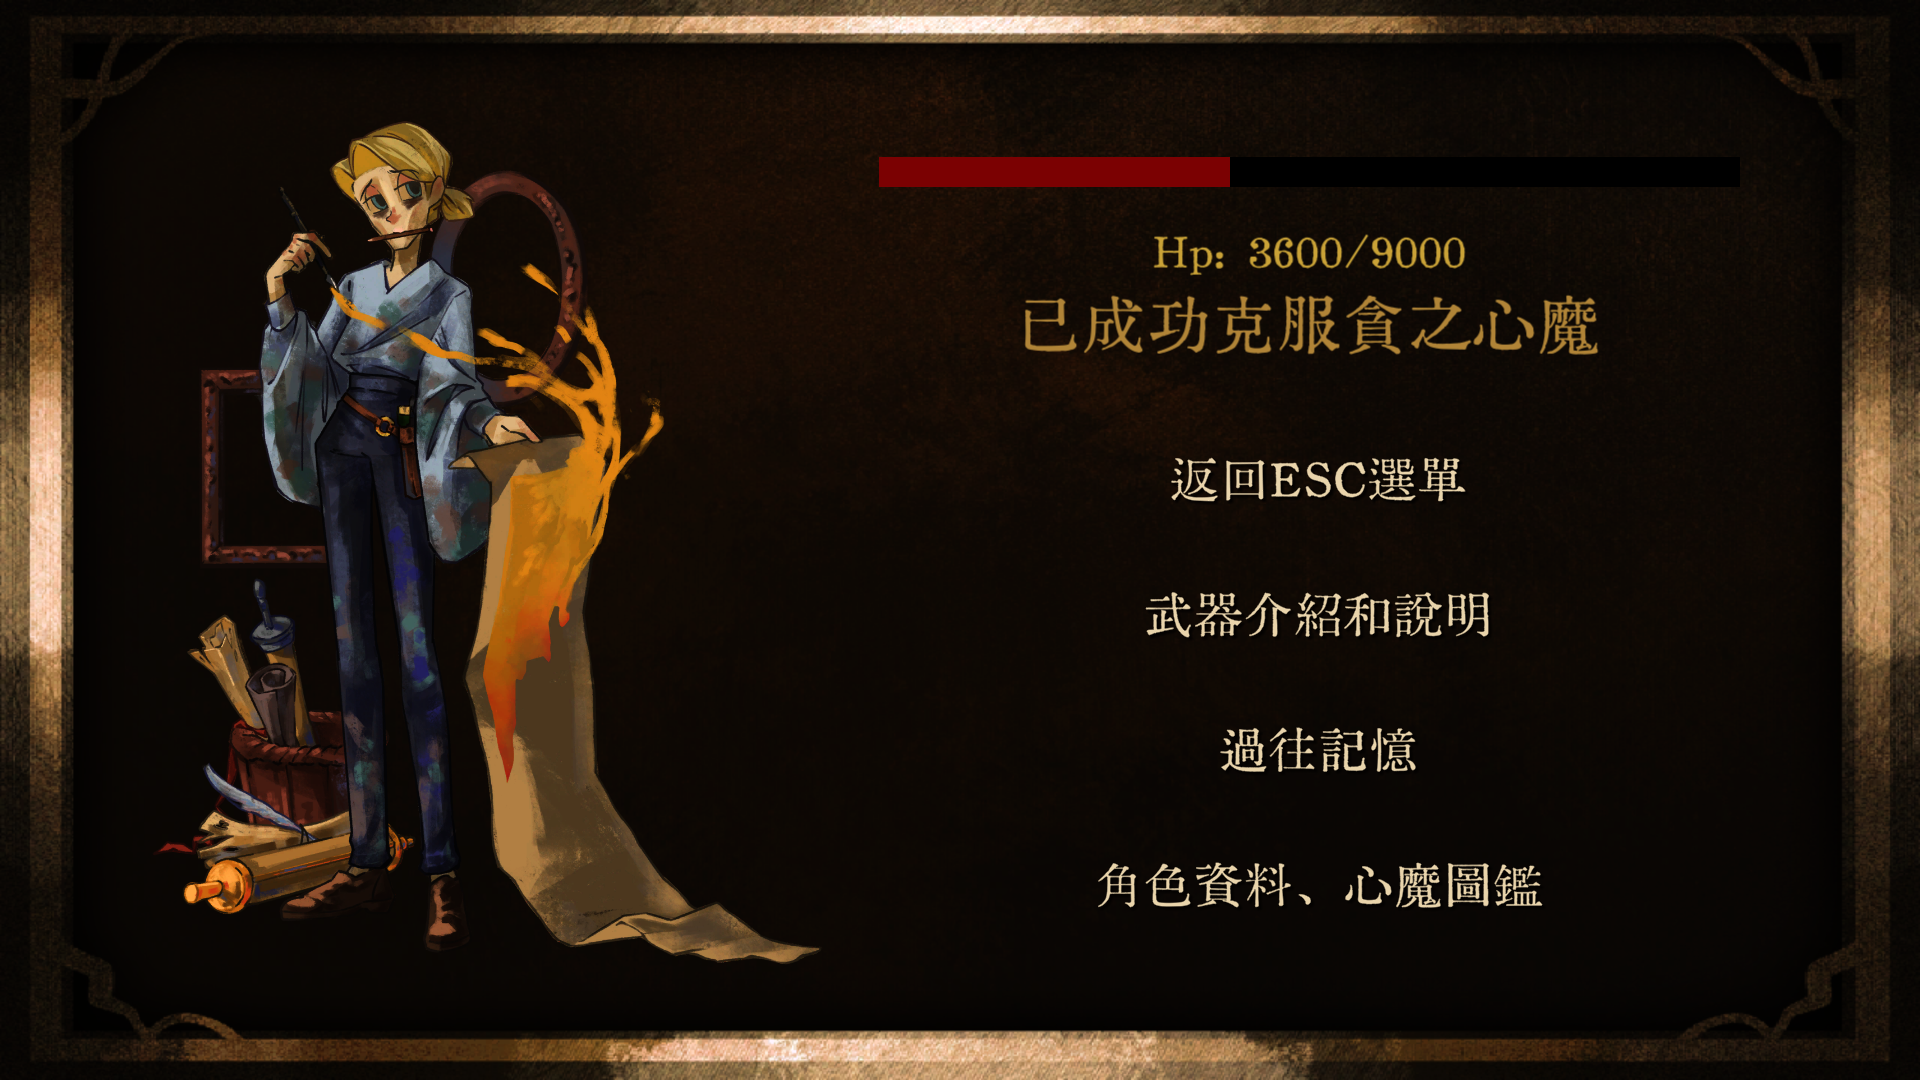 Hp: 3600/9000
已成功克服貪之心魔
返回ESC選單
武器介紹和說明
過往記憶
角色資料、心魔圖鑑